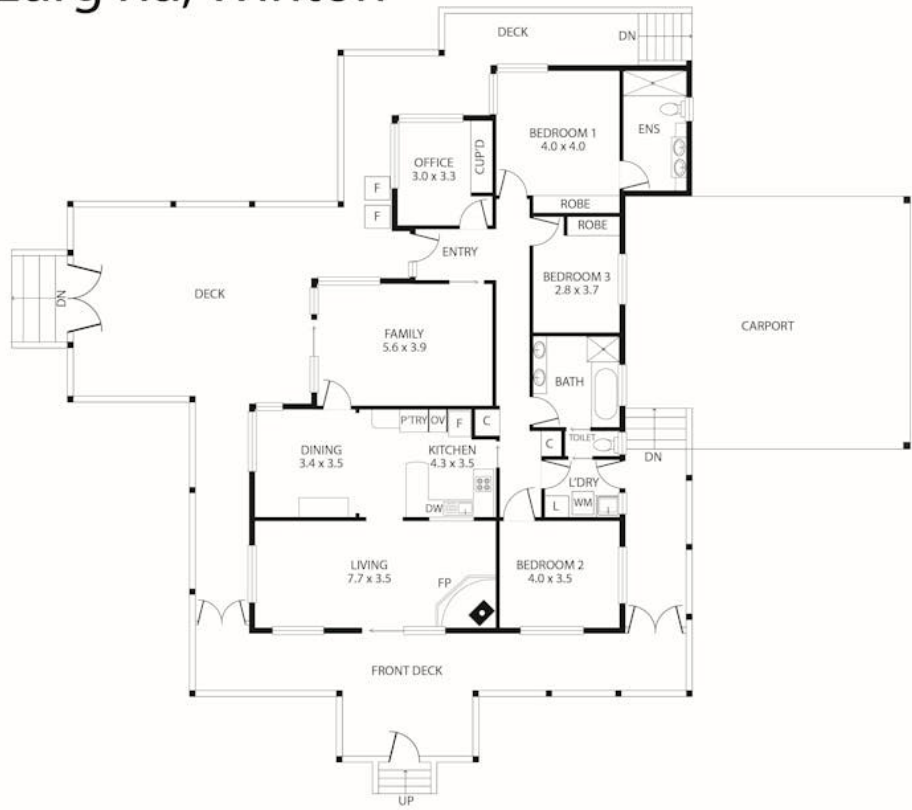 Lurg Rd, Winton
DECK
DN
BEDROOM 1
4.0 x 4.0
ENS
OFFICE
3.0 x 3.3
CUP'D
F
F
ROBE
ROBE
ENTRY
BEDROOM 3
2.8 x 3.7
DECK
DN
FAMILY
5.6 x 3.9
CARPORT
BATH
P'TRY
OV
F
C
DINING
3.4 x 3.5
KITCHEN
4.3 x 3.5
C
TOILET
DN
L'DRY
DW
L
WM
LIVING
7.7 x 3.5
FP
BEDROOM 2
4.0 x 3.5
FRONT DECK
UP